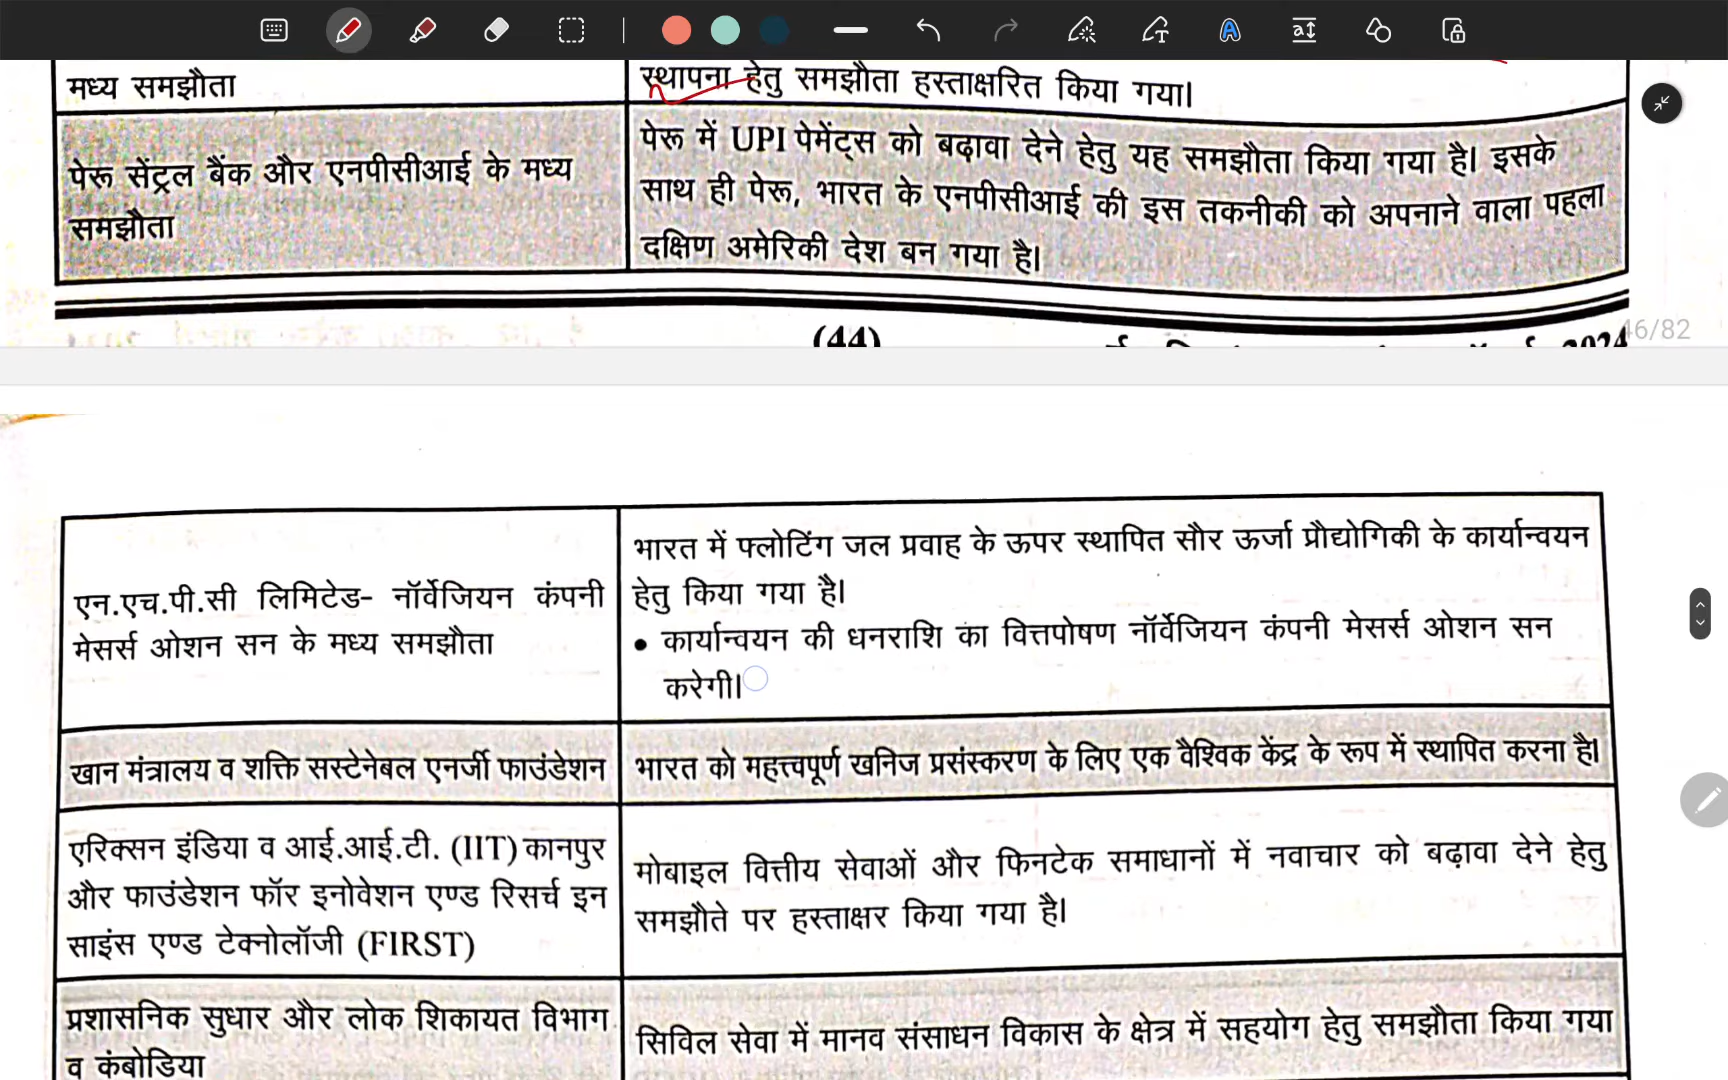 मध्य समझौता
स्थापना हेतु समझौता हस्ताक्षरित किया गया।
पेरू सेंट्रल बैंक और एनपीसीआई के मध्य
समझौता
पेरू में UPI पेमेंट्स को बढ़ावा देने हेतु यह समझौता किया गया है। इसके
साथ ही पेरू, भारत के एनपीसीआई की इस तकनीकी को अपनाने वाला पहला
दक्षिण अमेरिकी देश बन गया है।
(44)
2024
46/82
एन.एच.पी.सी लिमिटेड- नॉर्वेजियन कंपनी
मेसर्स ओशन सन के मध्य समझौता
भारत में फ्लोटिंग जल प्रवाह के ऊपर स्थापित सौर ऊर्जा प्रौद्योगिकी के कार्यान्वयन
हेतु किया गया है।
• कार्यान्वयन की धनराशि का वित्तपोषण नॉर्वेजियन कंपनी मेसर्स ओशन सन
करेगी।
खान मंत्रालय व शक्ति सस्टेनेबल एनर्जी फाउंडेशन
भारत को महत्त्वपूर्ण खनिज प्रसंस्करण के लिए एक वैश्विक केंद्र के रूप में स्थापित करना है।
एरिक्सन इंडिया व आई.आई.टी. (IIT) कानपुर
और फाउंडेशन फॉर इनोवेशन एण्ड रिसर्च इन
साइंस एण्ड टेक्नोलॉजी (FIRST)
मोबाइल वित्तीय सेवाओं और फिनटेक समाधानों में नवाचार को बढ़ावा देने हेतु
समझौते पर हस्ताक्षर किया गया है।
प्रशासनिक सुधार और लोक शिकायत विभाग
व कंबोडिया
सिविल सेवा में मानव संसाधन विकास के क्षेत्र में सहयोग हेतु समझौता किया गया